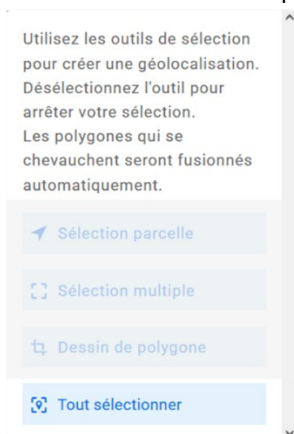 Utilisez les outils de sélection
pour créer une géolocalisation.
Désélectionnez l'outil pour
arrêter votre sélection.
Les polygones qui se
chevauchent seront fusionnés
automatiquement.
Sélection parcelle
Sélection multiple
Dessin de polygone
Tout sélectionner